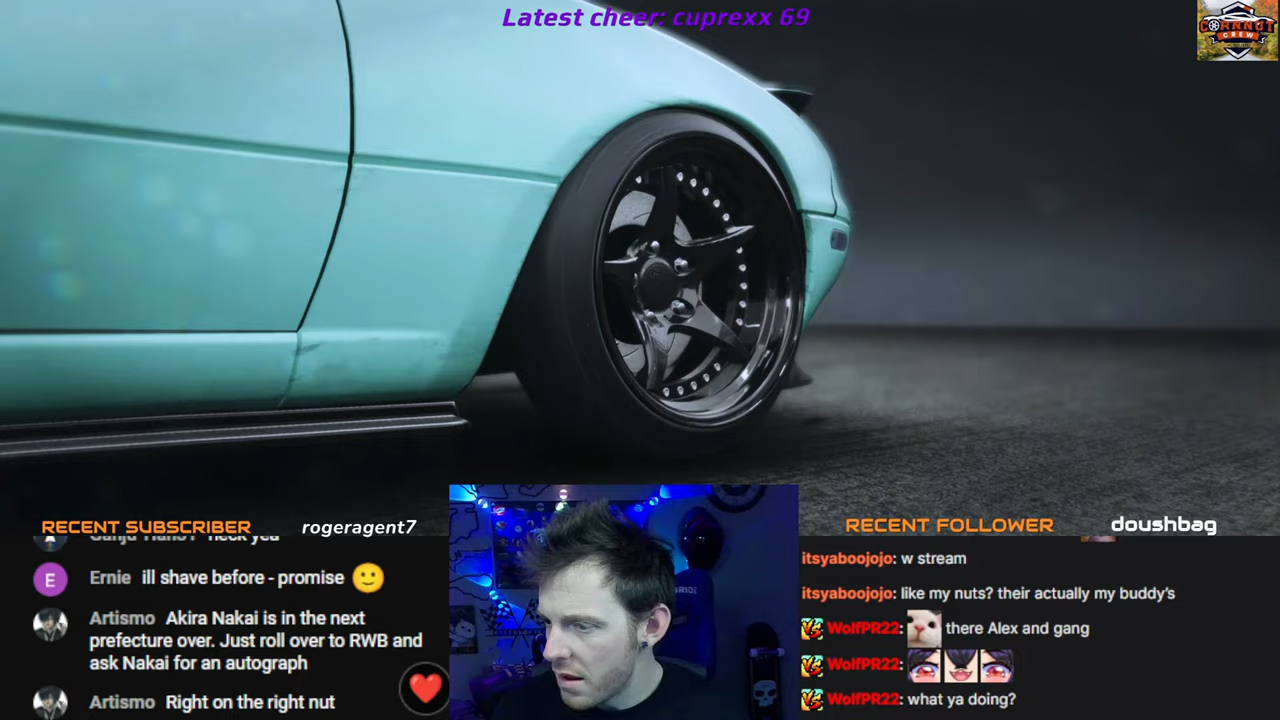 Latest cheer: cuprexx 69
CORNNUT
CREW
RECENT SUBSCRIBER rogeragent7
RECENT FOLLOWER doushbag
E Ernie ill shave before - promise
Artismo Akira Nakai is in the next
prefecture over. Just roll over to RWB and
ask Nakai for an autograph
Artismo Right on the right nut
itsyaboojojo: w stream
itsyaboojojo: like my nuts? their actually my buddy's
WolfPR22: there Alex and gang
WolfPR22:
WolfPR22: what ya doing?